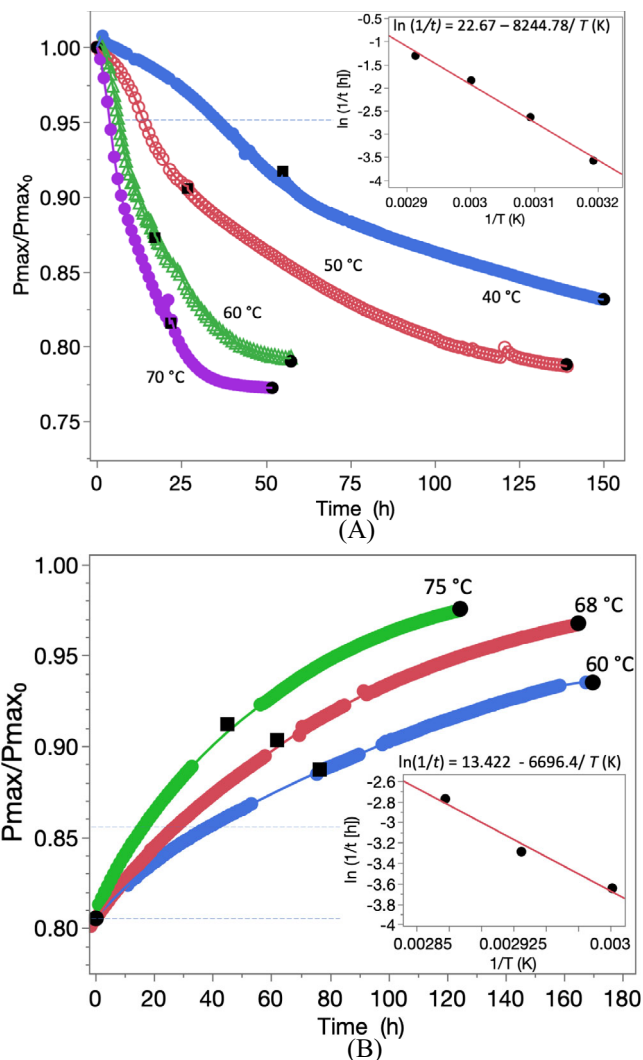 ln (1/t) = 22.67 – 8244.78/ T (K)
-0.5
-1
-1.5
-2
-2.5
-3
-3.5
-4
ln (1/t [h])
0.0029 0.003 0.0031 0.0032
1/T (K)
1.00
0.95
0.90
0.85
0.80
0.75
Pmax/Pmax0
50 °C
40 °C
60 °C
70 °C
0 25 50 75 100 125 150
Time (h)
(A)
1.00
0.95
0.90
0.85
0.80
Pmax/Pmax0
75 °C
68 °C
60 °C
ln(1/t) = 13.422 - 6696.4/ T (K)
-2.6
-2.8
-3
-3.2
-3.4
-3.6
-3.8
-4
ln (1/t [h])
0.00285 0.002925 0.003
1/T (K)
0 20 40 60 80 100 120 140 160 180
Time (h)
(B)